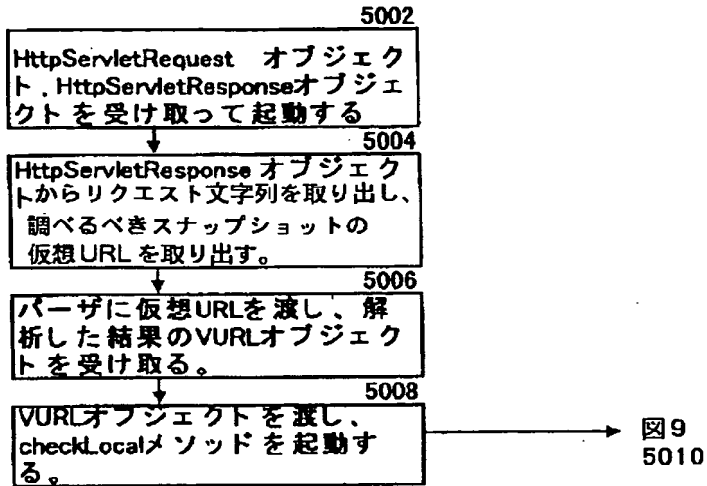 5002
HttpServletRequest オブジェク
ト,HttpServletResponseオブジェ
クトを受け取って起動する
5004
HttpServletResponse オブジェク
トからリクエスト文字列を取り出し、
調べるべきスナップショットの
仮想URLを取り出す。
5006
パーザに仮想URLを渡し、解
析した結果のVURLオブジェク
トを受け取る。
5008
VURLオブジェクトを渡し、
checkLocalメソッドを起動す
る。
図9
5010